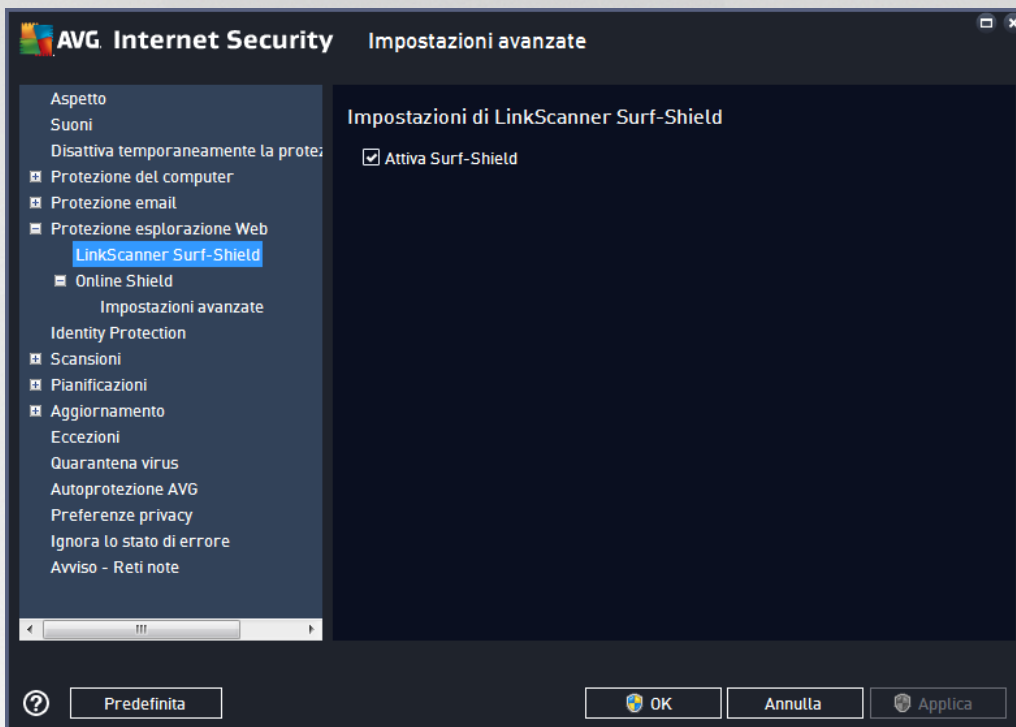 AVG. Internet Security Impostazioni avanzate
Aspetto
Suoni
Disattiva temporaneamente la protez
Protezione del computer
Protezione email
Protezione esplorazione Web
LinkScanner Surf-Shield
Online Shield
Impostazioni avanzate
Identity Protection
Scansioni
Pianificazioni
Aggiornamento
Eccezioni
Quarantena virus
Autoprotezione AVG
Preferenze privacy
Ignora lo stato di errore
Avviso - Reti note
Impostazioni di LinkScanner Surf-Shield
Attiva Surf-Shield
? Predefinita OK Annulla Applica